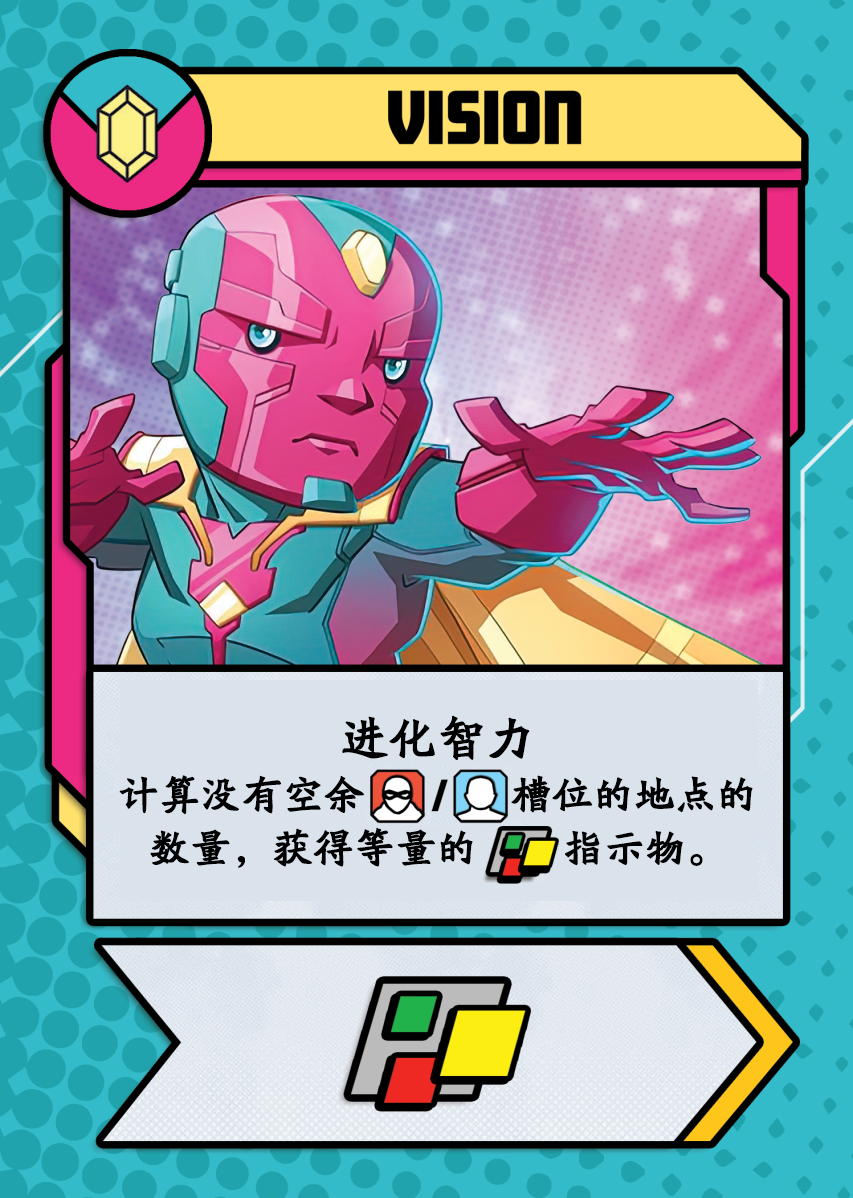 VISION
进化智力
计算没有空余 / 槽位的地点的
数量，获得等量的 指示物。